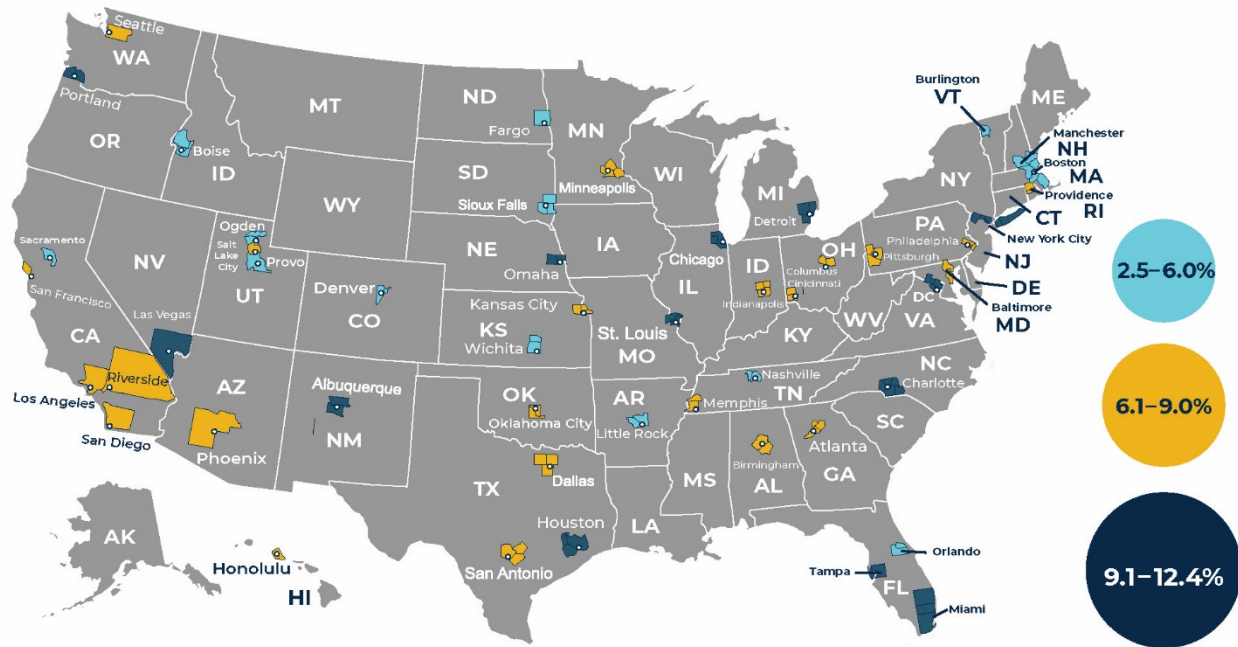 Seattle
WA
Portland
OR
MT
ND
Fargo
MN
Minneapolis
Boise
ID
SD
Sioux Falls
WI
MI
Detroit
Burlington
VT
ME
Manchester
NH
Boston
MA
Providence
RI
CT
NY
New York City
WY
Ogden
Salt
Lake
City
Provo
UT
NV
Sacramento
San Francisco
CA
Las Vegas
NE
Omaha
IA
Chicago
IL
ID
Indianapolis
OH
Columbus
Cinicinnati
PA
Philadelphia
Pittsburgh
NJ
DE
Baltimore
MD
DC
Denver
CO
Kansas City
KS
Wichita
St. Louis
MO
KY
WV
VA
NC
Charlotte
Riverside
Los Angeles
San Diego
AZ
Phoenix
Albuquerque
NM
OK
Oklahoma City
AR
Little Rock
Nashville
TN
Memphis
SC
Atlanta
GA
Birmingham
AL
MS
LA
TX
Dallas
Houston
San Antonio
AK
Honolulu
HI
Orlando
Tampa
FL
Miami
2.5–6.0%
6.1–9.0%
9.1–12.4%